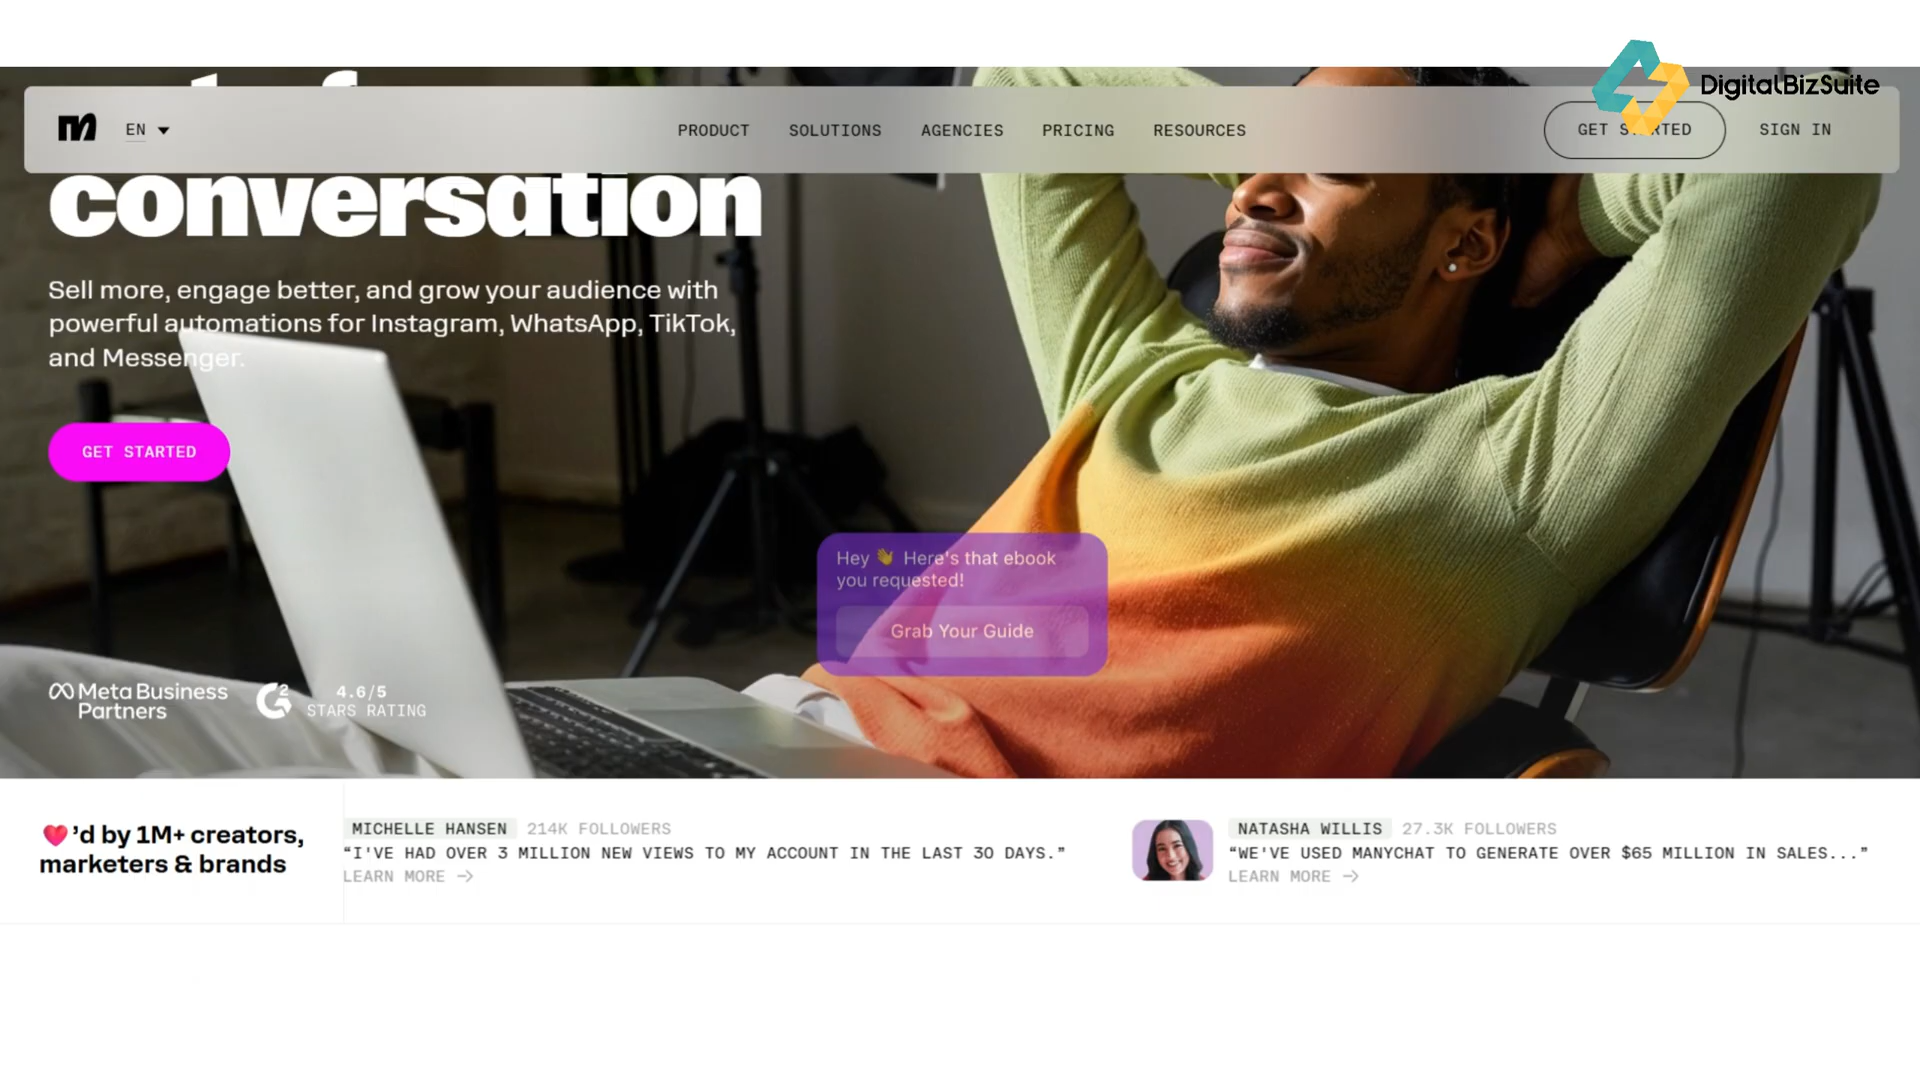 DigitalBizSuite
EN
PRODUCT
SOLUTIONS
AGENCIES
PRICING
RESOURCES
GET STARTED
SIGN IN
conversation
Sell more, engage better, and grow your audience with
powerful automations for Instagram, WhatsApp, TikTok,
and Messenger.
GET STARTED
Hey 👋 Here's that ebook
you requested!
Grab Your Guide
Meta Business
Partners
G2
4.6/5
STARS RATING
❤️’d by 1M+ creators,
marketers & brands
MICHELLE HANSEN 214K FOLLOWERS
“I'VE HAD OVER 3 MILLION NEW VIEWS TO MY ACCOUNT IN THE LAST 30 DAYS.”
LEARN MORE →
NATASHA WILLIS 27.3K FOLLOWERS
“WE'VE USED MANYCHAT TO GENERATE OVER $65 MILLION IN SALES...”
LEARN MORE →